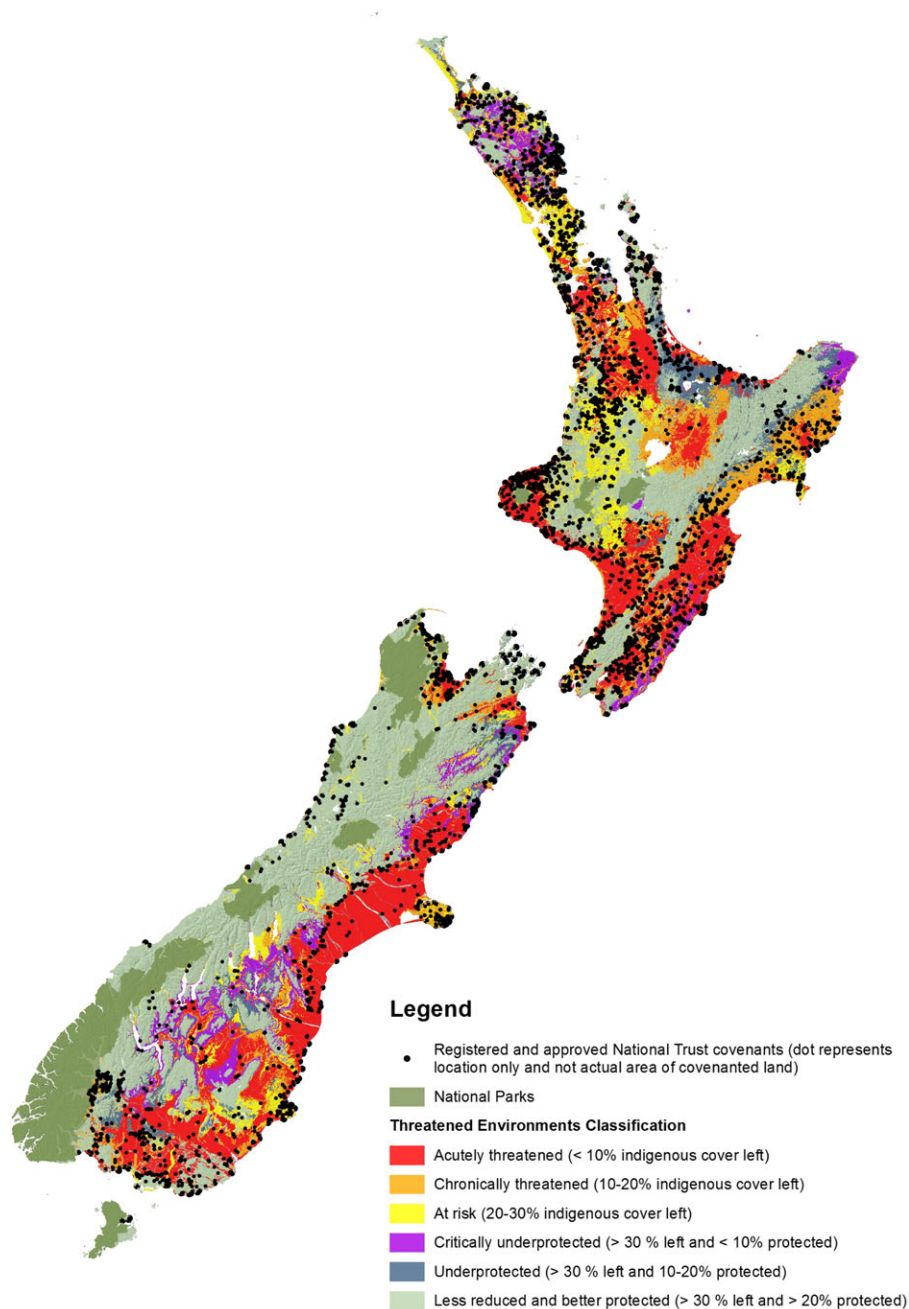 Legend
Registered and approved National Trust covenants (dot represents
location only and not actual area of covenanted land)
National Parks
Threatened Environments Classification
Acutely threatened (< 10% indigenous cover left)
Chronically threatened (10-20% indigenous cover left)
At risk (20-30% indigenous cover left)
Critically underprotected (> 30 % left and < 10% protected)
Underprotected (> 30 % left and 10-20% protected)
Less reduced and better protected (> 30 % left and > 20% protected)